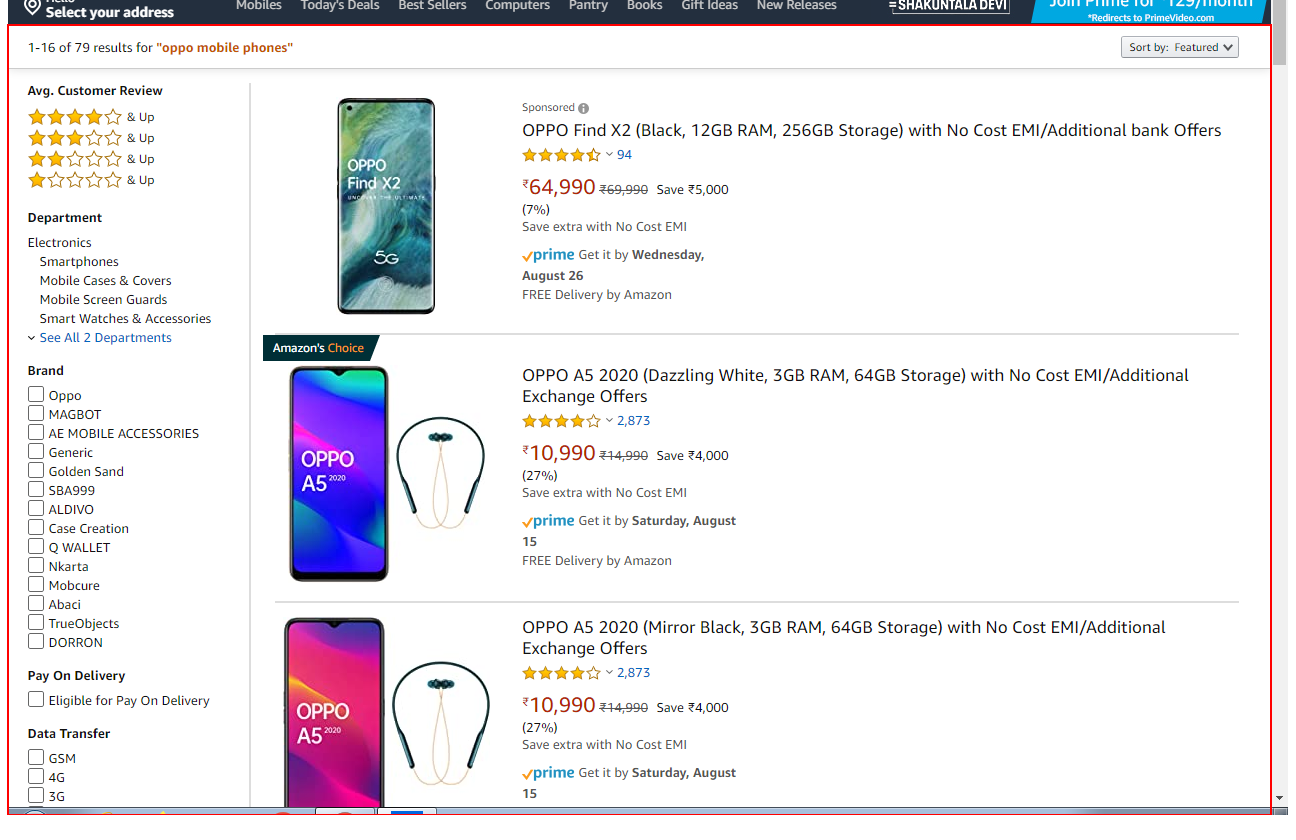 Select your address
Mobiles Today's Deals Best Sellers Computers Pantry Books Gift Ideas New Releases
SHAKUNTALA DEVI
Join Prime for ₹129/month
*Redirects to PrimeVideo.com
1-16 of 79 results for "oppo mobile phones"
Sort by: Featured
Avg. Customer Review
& Up
& Up
& Up
& Up
Department
Electronics
Smartphones
Mobile Cases & Covers
Mobile Screen Guards
Smart Watches & Accessories
See All 2 Departments
Brand
Oppo
MAGBOT
AE MOBILE ACCESSORIES
Generic
Golden Sand
SBA999
ALDIVO
Case Creation
Q WALLET
Nkarta
Mobcure
Abaci
TrueObjects
DORRON
Pay On Delivery
Eligible for Pay On Delivery
Data Transfer
GSM
4G
3G
OPPO
Find X2
UNCOVER THE ULTIMATE
5G
Sponsored
OPPO Find X2 (Black, 12GB RAM, 256GB Storage) with No Cost EMI/Additional bank Offers
94
₹64,990 ₹69,990 Save ₹5,000
(7%)
Save extra with No Cost EMI
prime Get it by Wednesday,
August 26
FREE Delivery by Amazon
Amazon's Choice
OPPO
A5 2020
OPPO A5 2020 (Dazzling White, 3GB RAM, 64GB Storage) with No Cost EMI/Additional
Exchange Offers
2,873
₹10,990 ₹14,990 Save ₹4,000
(27%)
Save extra with No Cost EMI
prime Get it by Saturday, August
15
FREE Delivery by Amazon
OPPO
A5 2020
OPPO A5 2020 (Mirror Black, 3GB RAM, 64GB Storage) with No Cost EMI/Additional
Exchange Offers
2,873
₹10,990 ₹14,990 Save ₹4,000
(27%)
Save extra with No Cost EMI
prime Get it by Saturday, August
15